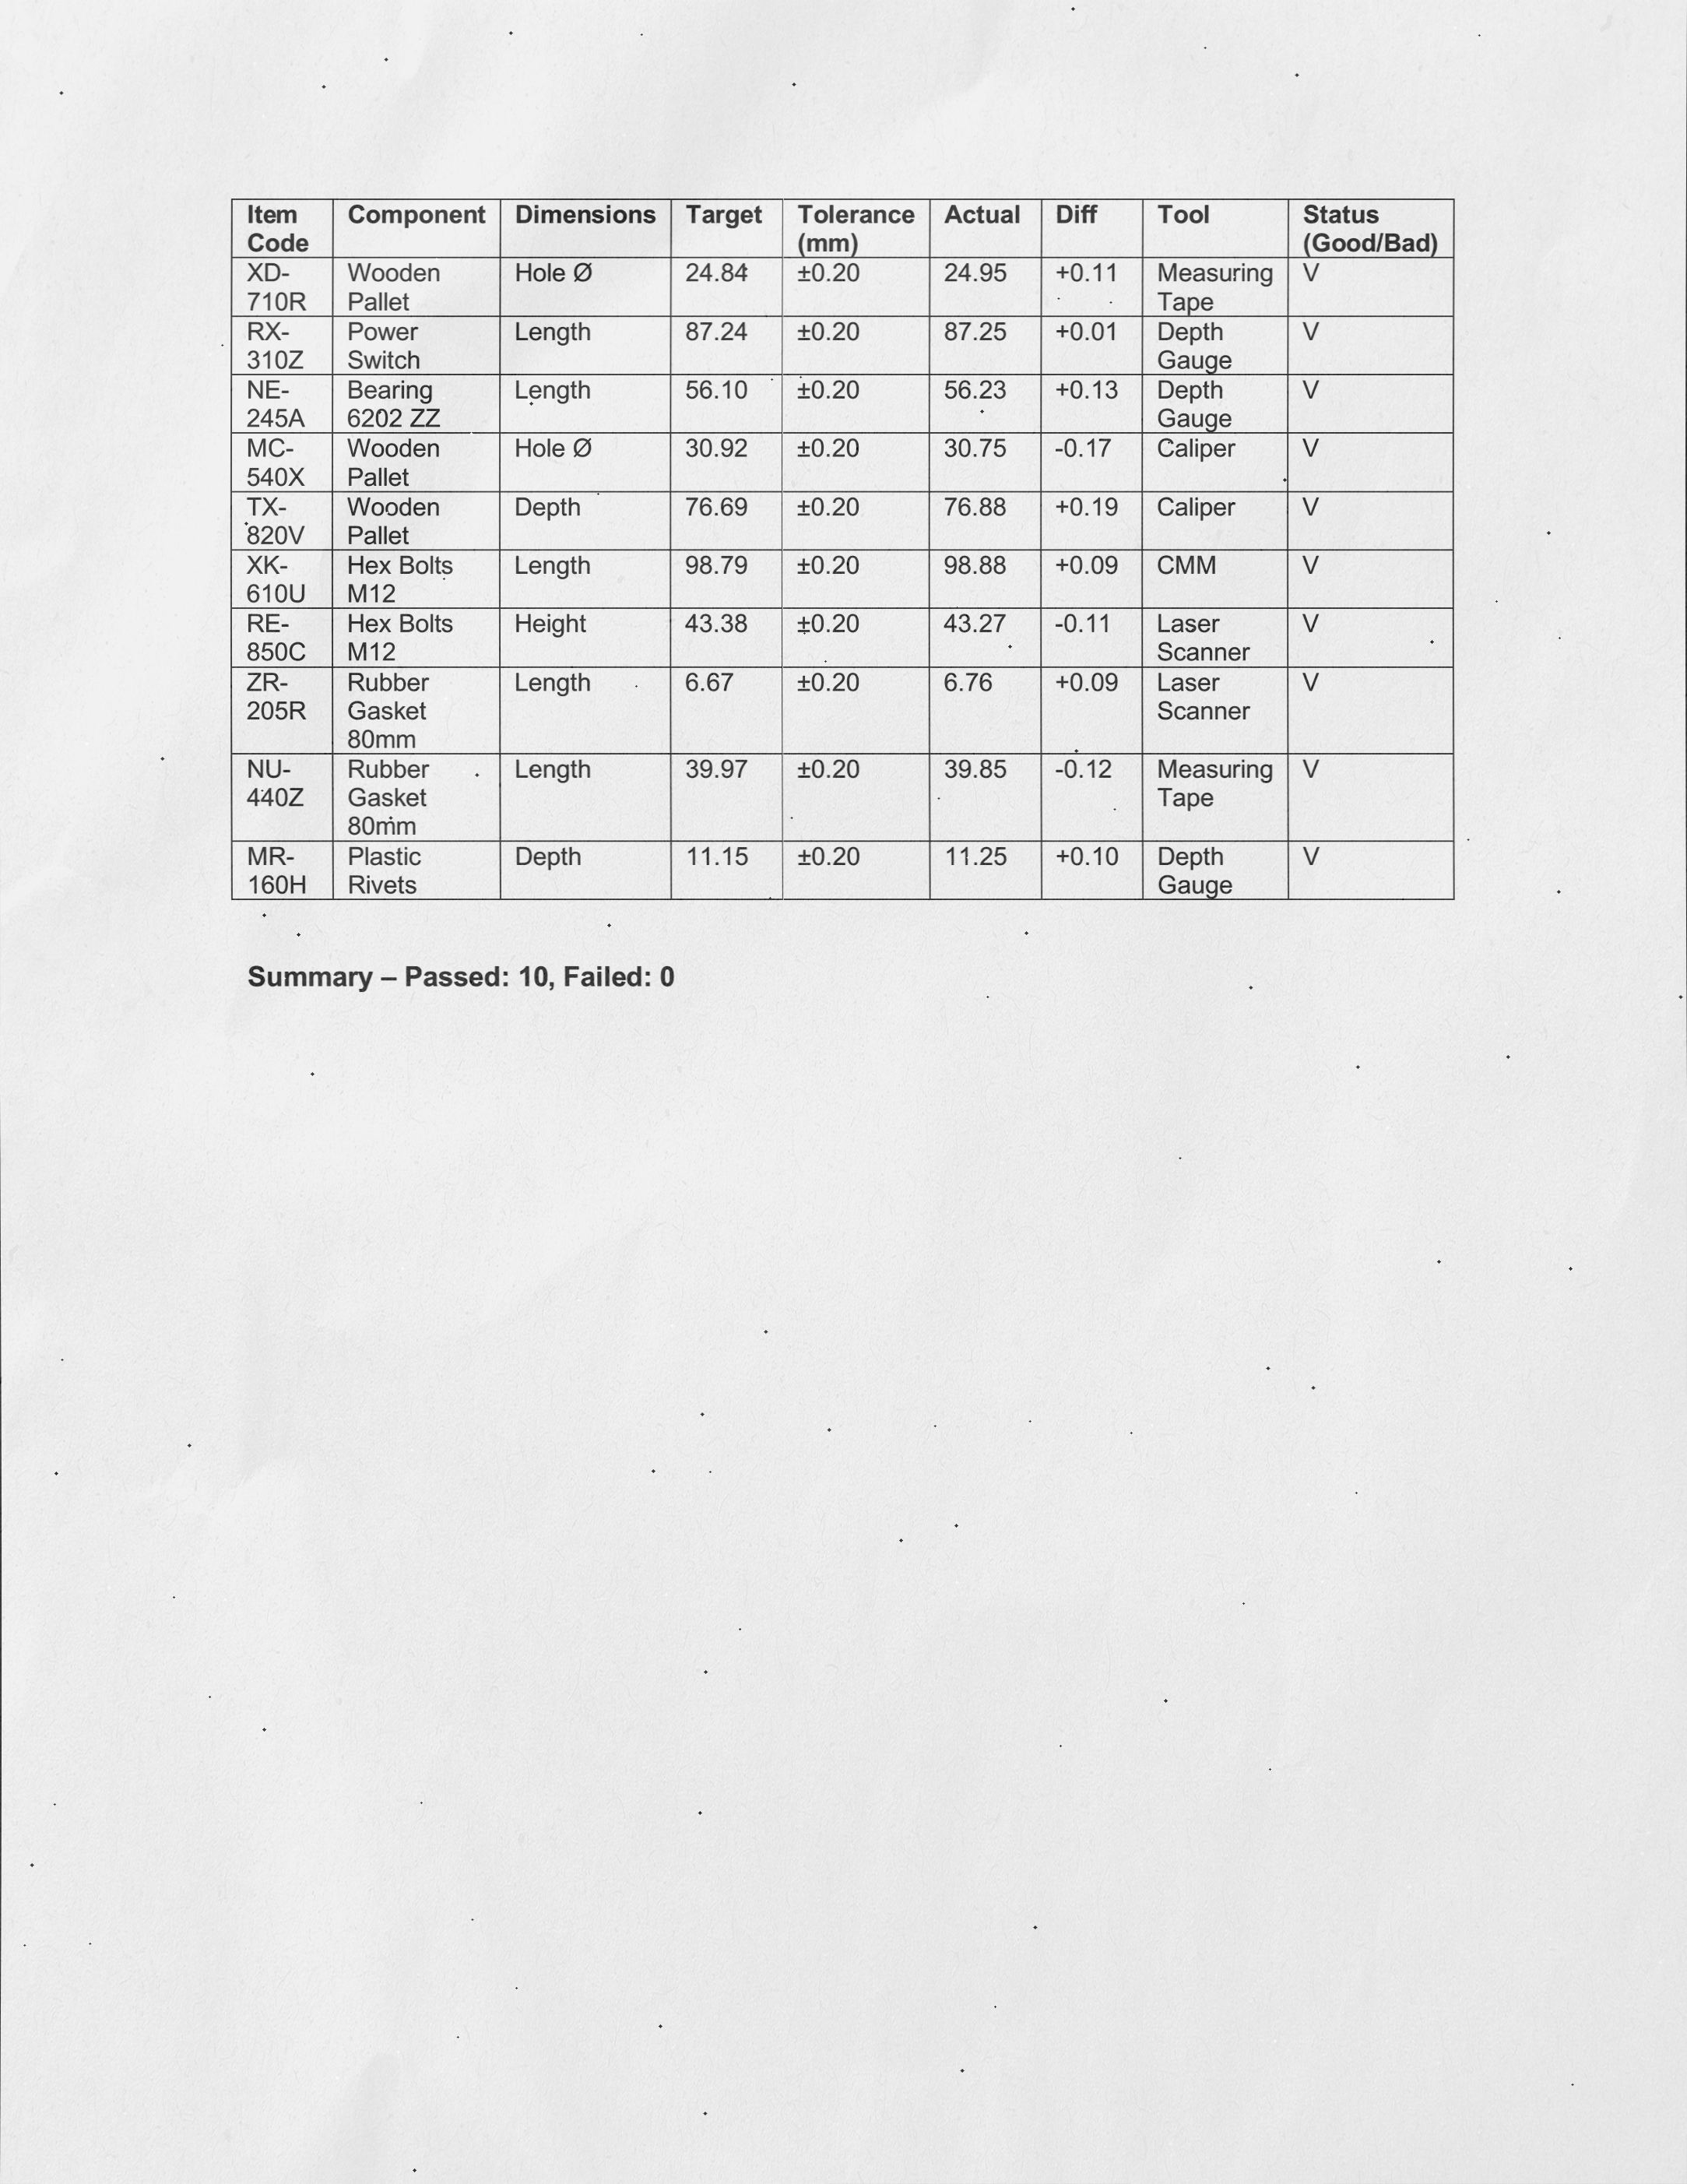 Item Code Component Dimensions Target Tolerance (mm) Actual Diff Tool Status (Good/Bad)
XD-710R Wooden Pallet Hole Ø 24.84 ±0.20 24.95 +0.11 Measuring Tape V
RX-310Z Power Switch Length 87.24 ±0.20 87.25 +0.01 Depth Gauge V
NE-245A Bearing 6202 ZZ Length 56.10 ±0.20 56.23 +0.13 Depth Gauge V
MC-540X Wooden Pallet Hole Ø 30.92 ±0.20 30.75 -0.17 Caliper V
TX-820V Wooden Pallet Depth 76.69 ±0.20 76.88 +0.19 Caliper V
XK-610U Hex Bolts M12 Length 98.79 ±0.20 98.88 +0.09 CMM V
RE-850C Hex Bolts M12 Height 43.38 ±0.20 43.27 -0.11 Laser Scanner V
ZR-205R Rubber Gasket 80mm Length 6.67 ±0.20 6.76 +0.09 Laser Scanner V
NU-440Z Rubber Gasket 80mm Length 39.97 ±0.20 39.85 -0.12 Measuring Tape V
MR-160H Plastic Rivets Depth 11.15 ±0.20 11.25 +0.10 Depth Gauge V
Summary – Passed: 10, Failed: 0